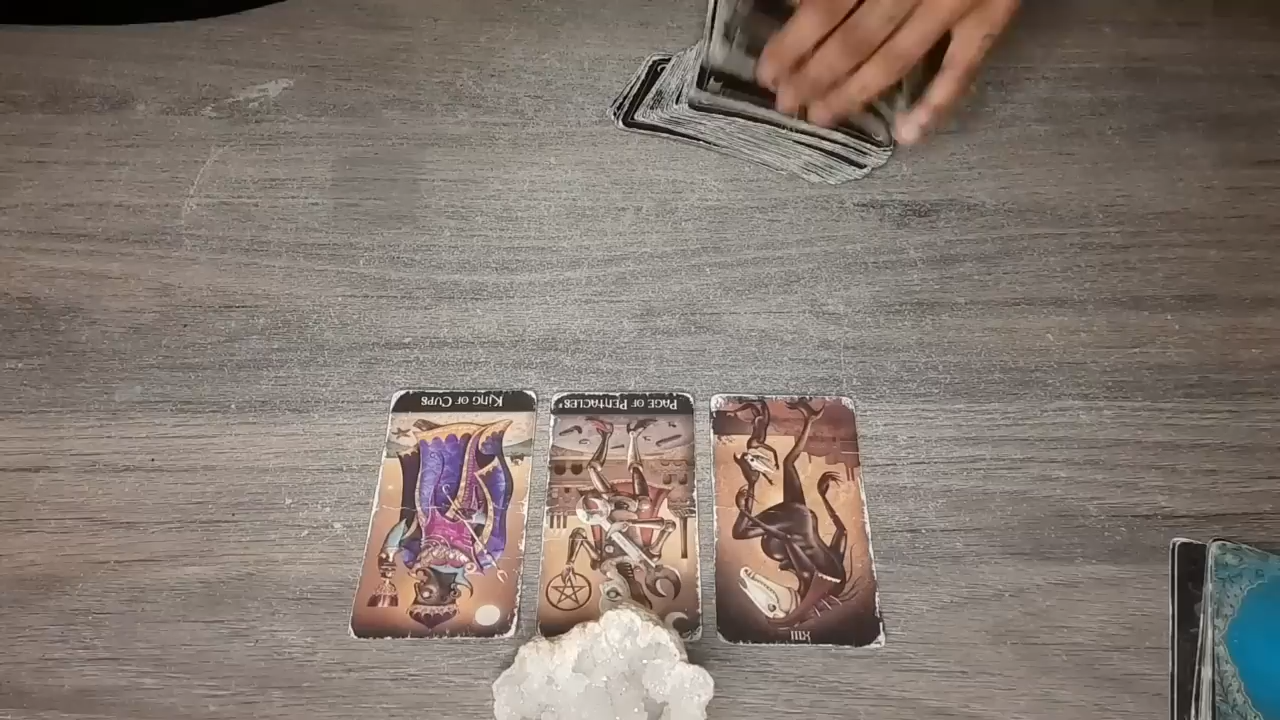 KING OF CUPS
PAGE OF PENTACLES
XIII